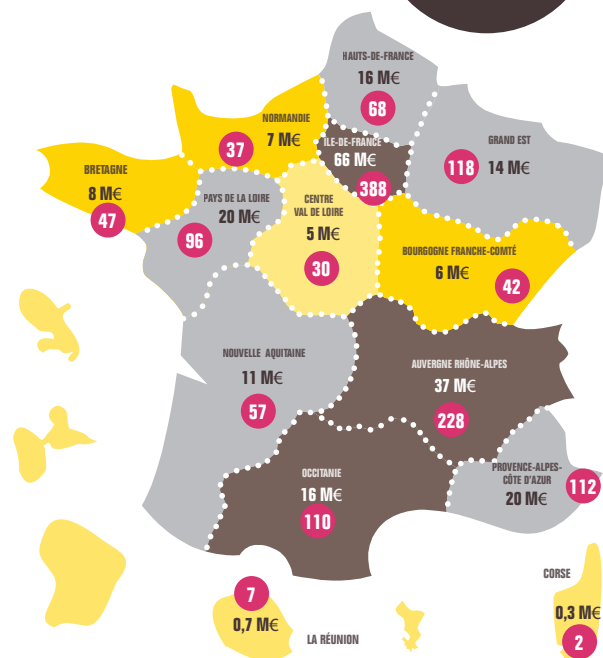 HAUTS-DE-FRANCE
16 M€
68
NORMANDIE
7 M€
37
ÎLE-DE-FRANCE
66 M€
388
GRAND EST
118
14 M€
BRETAGNE
8 M€
47
PAYS DE LA LOIRE
20 M€
96
CENTRE
VAL DE LOIRE
5 M€
30
BOURGOGNE FRANCHE-COMTÉ
6 M€
42
NOUVELLE AQUITAINE
11 M€
57
AUVERGNE RHÔNE-ALPES
37 M€
228
OCCITANIE
16 M€
110
PROVENCE-ALPES-
CÔTE D'AZUR
20 M€
112
7
0,7 M€
LA RÉUNION
CORSE
0,3 M€
2